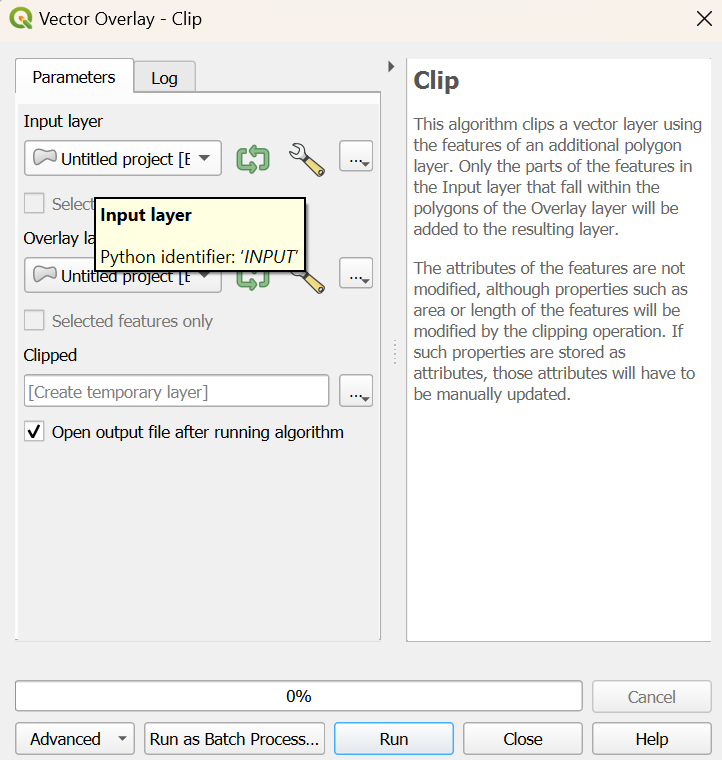 Vector Overlay - Clip
Parameters
Log
Input layer
Untitled project [E
...
Select
Input layer
Python identifier: 'INPUT'
Overlay la
Untitled project [E
...
Selected features only
Clipped
[Create temporary layer]
...
Open output file after running algorithm
Clip
This algorithm clips a vector layer using
the features of an additional polygon
layer. Only the parts of the features in
the Input layer that fall within the
polygons of the Overlay layer will be
added to the resulting layer.
The attributes of the features are not
modified, although properties such as
area or length of the features will be
modified by the clipping operation. If
such properties are stored as
attributes, those attributes will have to
be manually updated.
0%
Cancel
Advanced
Run as Batch Process...
Run
Close
Help